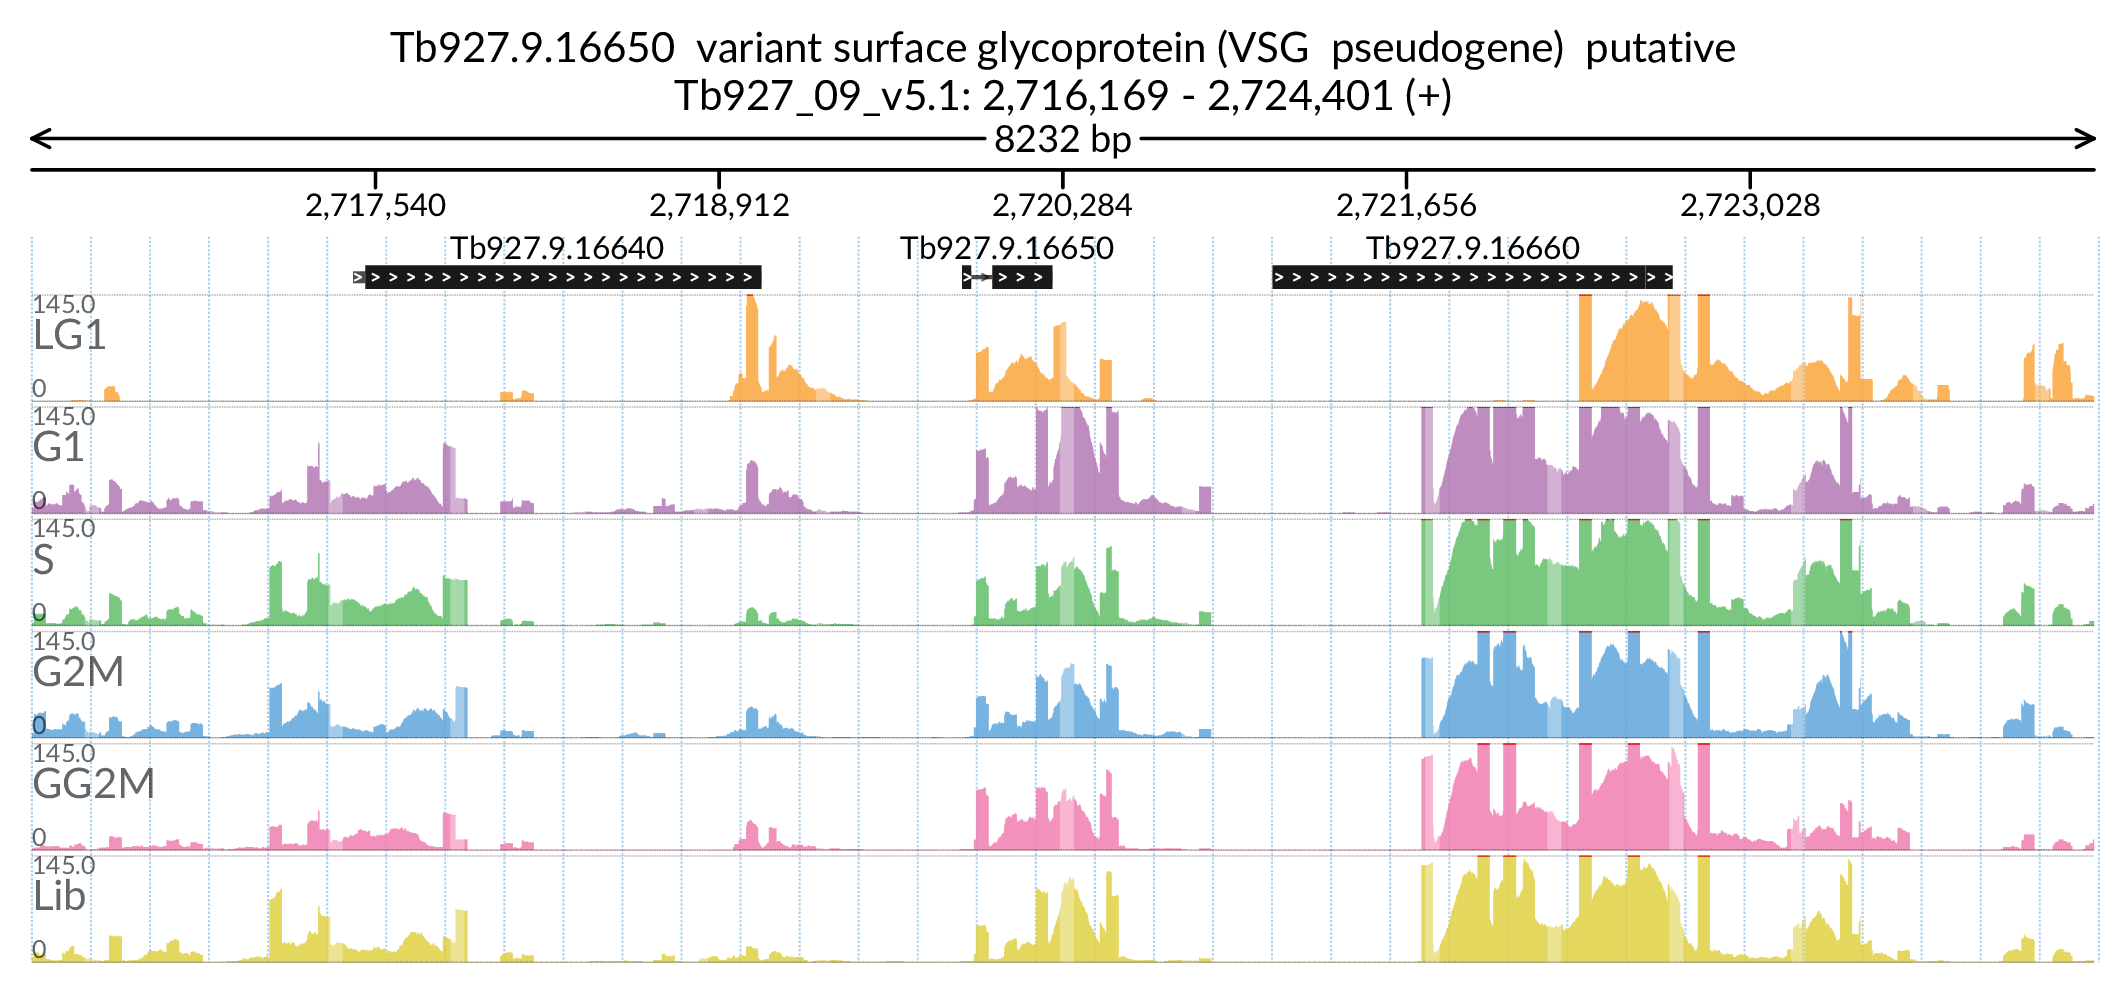 Tb927.9.16650  variant surface glycoprotein (VSG  pseudogene)  putative
Tb927_09_v5.1: 2,716,169 - 2,724,401 (+)
8232 bp
2,717,540 2,718,912 2,720,284 2,721,656 2,723,028
Tb927.9.16640 Tb927.9.16650 Tb927.9.16660
145.0
LG1
0
145.0
G1
0
145.0
S
0
145.0
G2M
0
145.0
GG2M
0
145.0
Lib
0